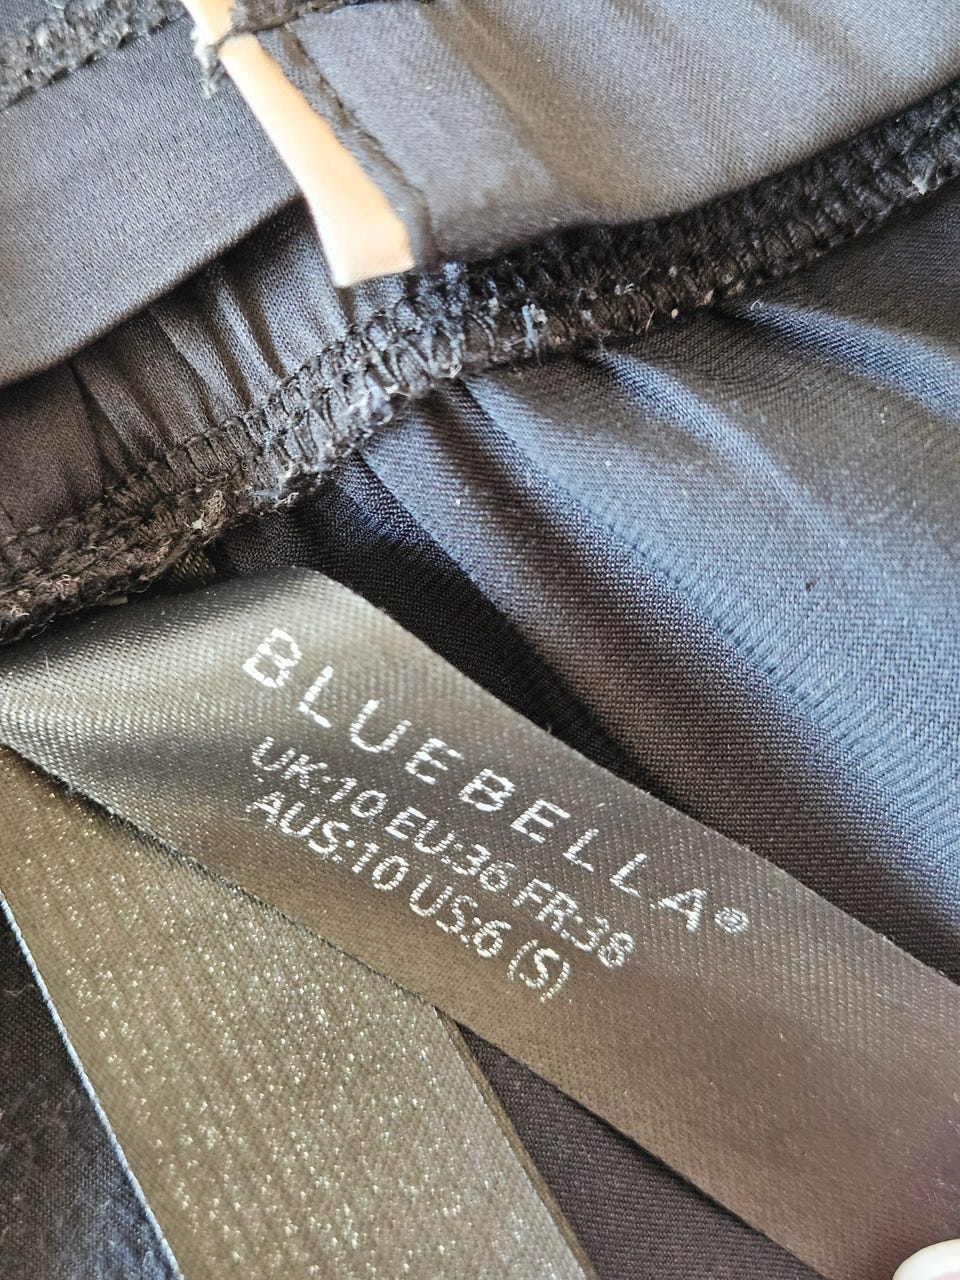 BLUEBELLA®
UK:10 EU:36 FR:38
AUS:10 US:6 (S)